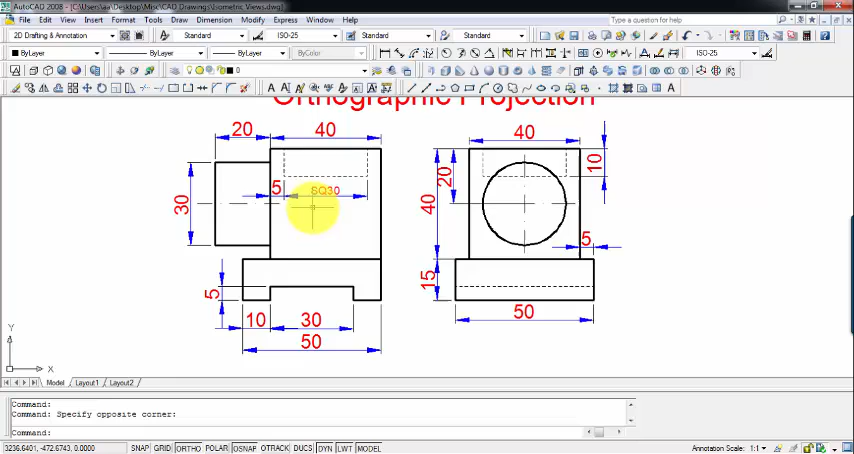 AutoCAD 2008 - [C:\Users\aa\Desktop\Misc\CAD Drawings\Isometric Views.dwg]
File Edit View Insert Format Tools Draw Dimension Modify Express Window Help
Type a question for help
2D Drafting & Annotation
Standard
ISO-25
Standard
Standard
ByLayer
ByLayer
ByLayer
ByColor
ISO-25
0
Orthographic Projection
20
40
5
SQ30
30
5
10
30
50
40
20
10
40
5
15
50
Y
X
Model
Layout1
Layout2
Command:
Command: Specify opposite corner:
Command:
3236.6401, -472.6743, 0.0000
SNAP GRID ORTHO POLAR OSNAP OTRACK DUCS DYN LWT MODEL
Annotation Scale: 1:1